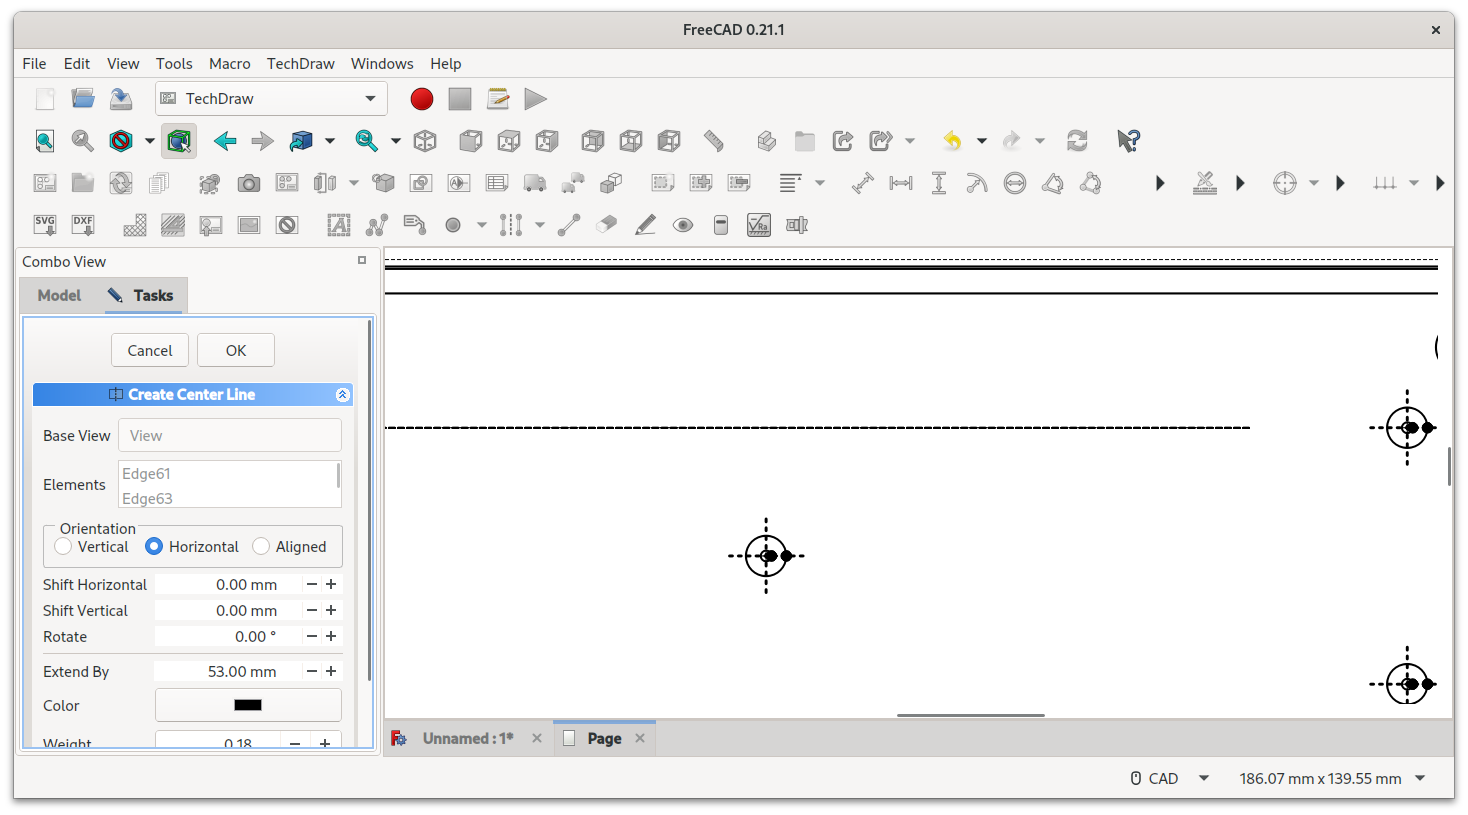 FreeCAD 0.21.1
File Edit View Tools Macro TechDraw Windows Help
TechDraw
SVG DXF
A
Ra
Combo View
Model Tasks
Cancel OK
Create Center Line
Base View View
Elements Edge61
Edge63
Orientation
Vertical Horizontal Aligned
Shift Horizontal 0.00 mm
Shift Vertical 0.00 mm
Rotate 0.00 °
Extend By 53.00 mm
Color
Weight 0.18
Unnamed : 1* Page
CAD 186.07 mm x 139.55 mm